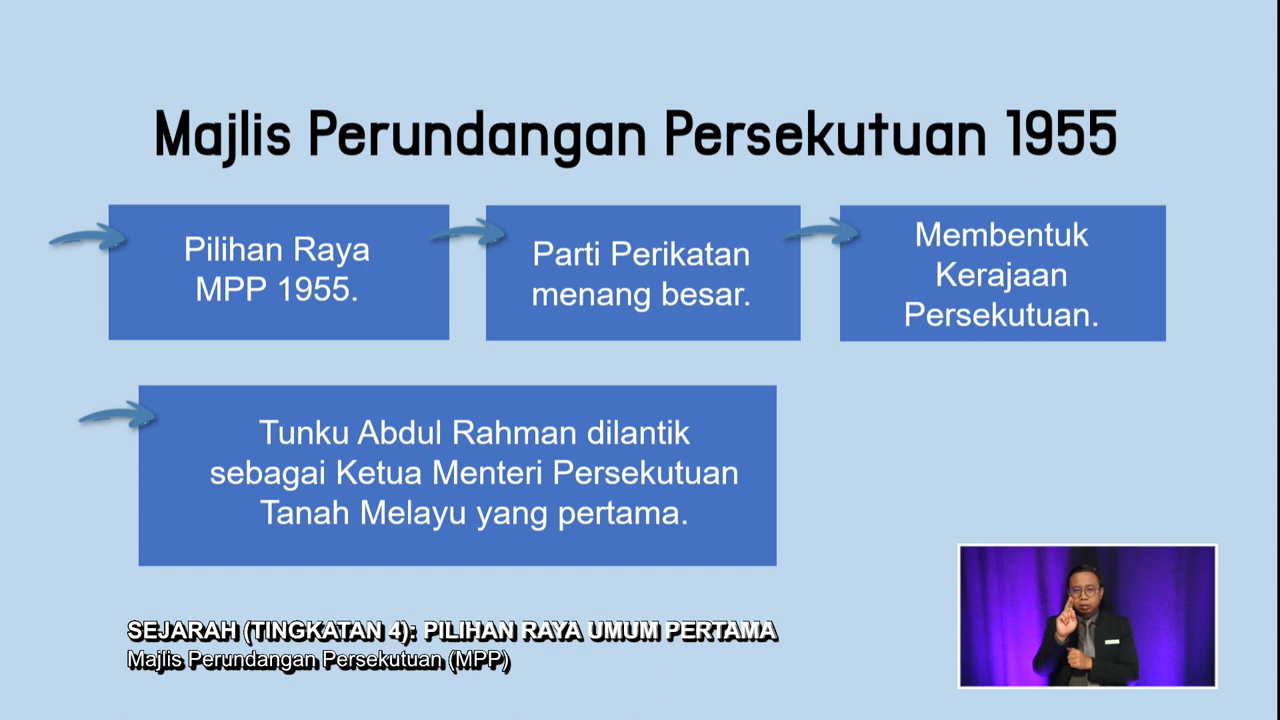 Majlis Perundangan Persekutuan 1955
Pilihan Raya
MPP 1955.
Parti Perikatan
menang besar.
Membentuk
Kerajaan
Persekutuan.
Tunku Abdul Rahman dilantik
sebagai Ketua Menteri Persekutuan
Tanah Melayu yang pertama.
SEJARAH (TINGKATAN 4): PILIHAN RAYA UMUM PERTAMA
Majlis Perundangan Persekutuan (MPP)